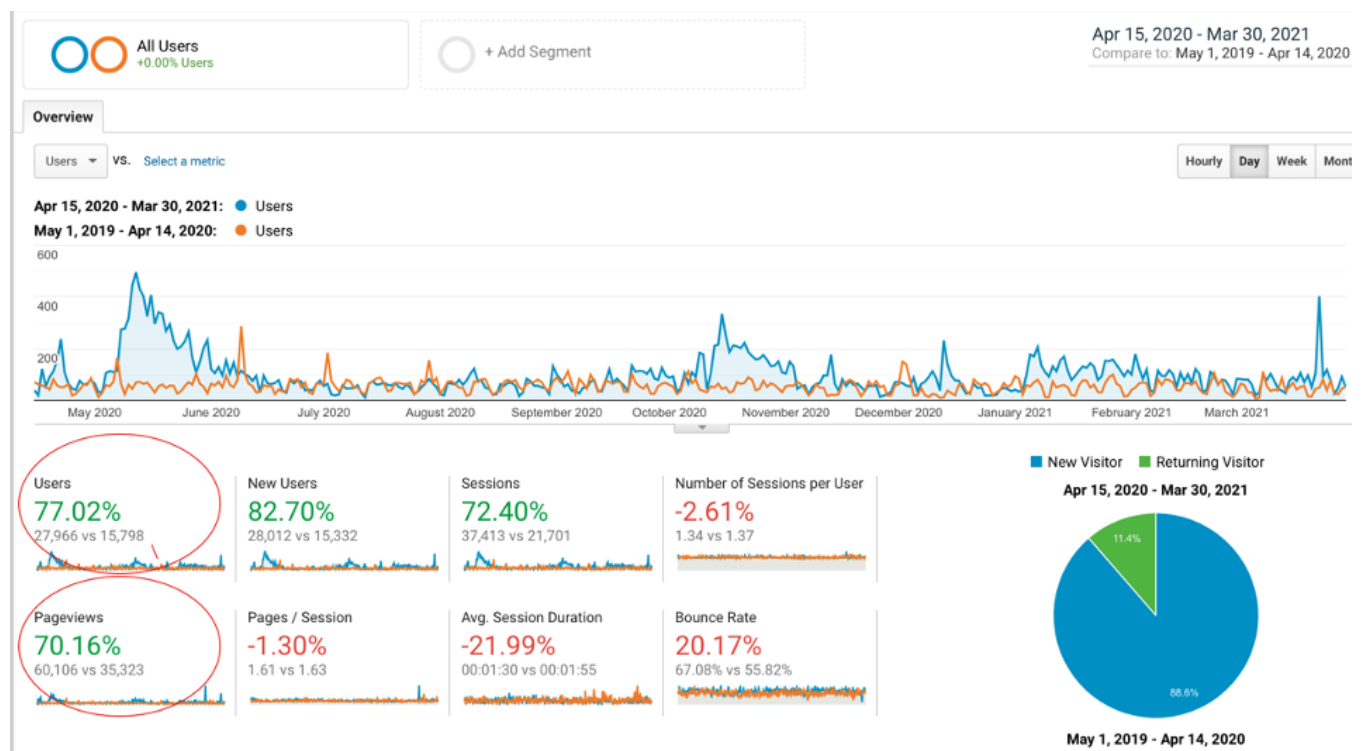 All Users
+0.00% Users
+ Add Segment
Apr 15, 2020 - Mar 30, 2021
Compare to: May 1, 2019 - Apr 14, 2020
Overview
Users vs. Select a metric
Hourly Day Week Mont
Apr 15, 2020 - Mar 30, 2021: Users
May 1, 2019 - Apr 14, 2020: Users
600
400
200
May 2020 June 2020 July 2020 August 2020 September 2020 October 2020 November 2020 December 2020 January 2021 February 2021 March 2021
Users New Users Sessions Number of Sessions per User
77.02% 82.70% 72.40% -2.61%
27,966 vs 15,798 28,012 vs 15,332 37,413 vs 21,701 1.34 vs 1.37
Pageviews Pages / Session Avg. Session Duration Bounce Rate
70.16% -1.30% -21.99% 20.17%
60,106 vs 35,323 1.61 vs 1.63 00:01:30 vs 00:01:55 67.08% vs 55.82%
New Visitor Returning Visitor
Apr 15, 2020 - Mar 30, 2021
11.4%
88.6%
May 1, 2019 - Apr 14, 2020